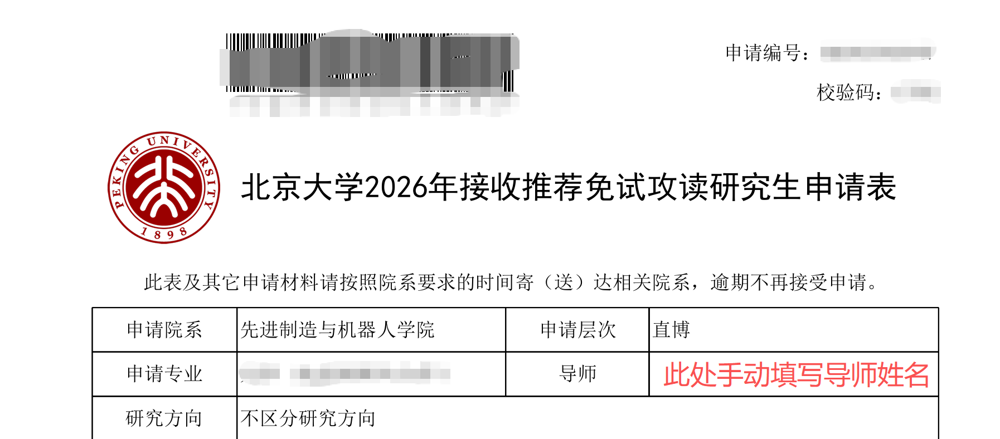 申请编号：
校验码：
PEKING UNIVERSITY
1898
北京大学2026年接收推荐免试攻读研究生申请表
此表及其它申请材料请按照院系要求的时间寄（送）达相关院系，逾期不再接受申请。
申请院系 先进制造与机器人学院 申请层次 直博
申请专业 导师 此处手动填写导师姓名
研究方向 不区分研究方向